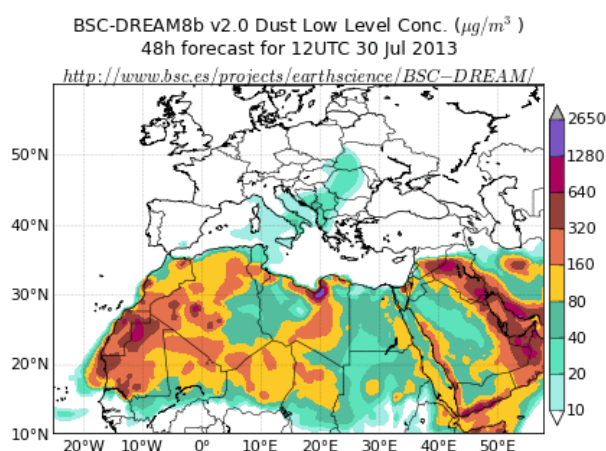 BSC-DREAM8b v2.0 Dust Low Level Conc. (μg/m³ )
48h forecast for 12UTC 30 Jul 2013
http://www.bsc.es/projects/earthscience/BSC−DREAM/
2650
1280
640
320
160
80
40
20
10
50°N
40°N
30°N
20°N
10°N
20°W 10°W 0° 10°E 20°E 30°E 40°E 50°E